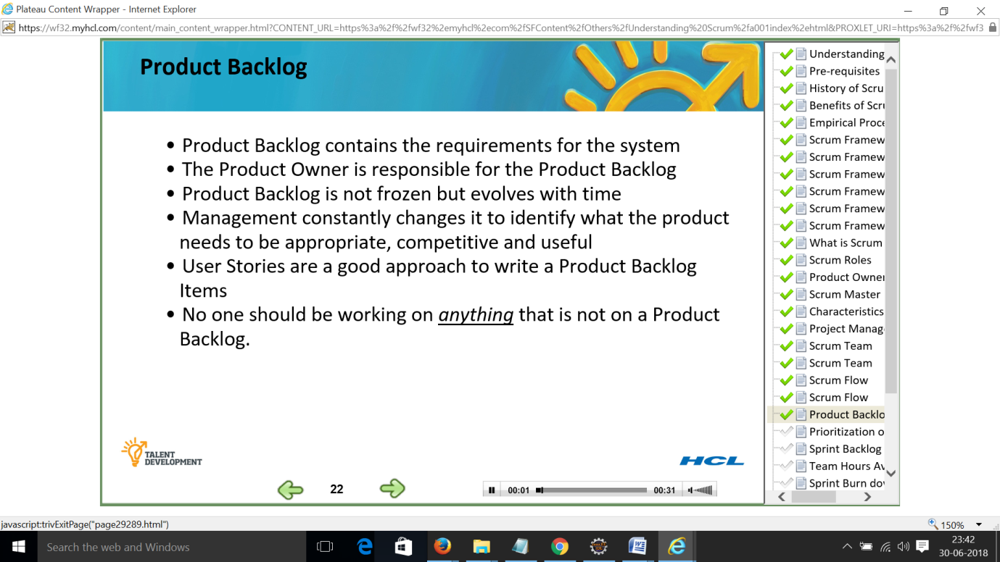 Plateau Content Wrapper - Internet Explorer
https://wf32.myhcl.com/content/main_content_wrapper.html?CONTENT_URL=https%3a%2f%2fwf32%2emyhcl%2ecom%2fSFContent%2fOthers%2fUnderstanding%20Scrum%2fa001index%2ehtml&PROXLET_URI=https%3a%2f%2fwf3
Product Backlog
• Product Backlog contains the requirements for the system
• The Product Owner is responsible for the Product Backlog
• Product Backlog is not frozen but evolves with time
• Management constantly changes it to identify what the product
needs to be appropriate, competitive and useful
• User Stories are a good approach to write a Product Backlog
Items
• No one should be working on anything that is not on a Product
Backlog.
TALENT
DEVELOPMENT
HCL
22
00:01
00:31
Understanding
Pre-requisites
History of Scru
Benefits of Scru
Empirical Proce
Scrum Framew
Scrum Framew
Scrum Framew
Scrum Framew
Scrum Framew
Scrum Framew
What is Scrum
Scrum Roles
Product Owner
Scrum Master
Characteristics
Project Manag
Scrum Team
Scrum Team
Scrum Flow
Scrum Flow
Product Backlo
Prioritization o
Sprint Backlog
Team Hours Av
Sprint Burn dov
javascript:trivExitPage("page29289.html")
150%
Search the web and Windows
23:42
30-06-2018